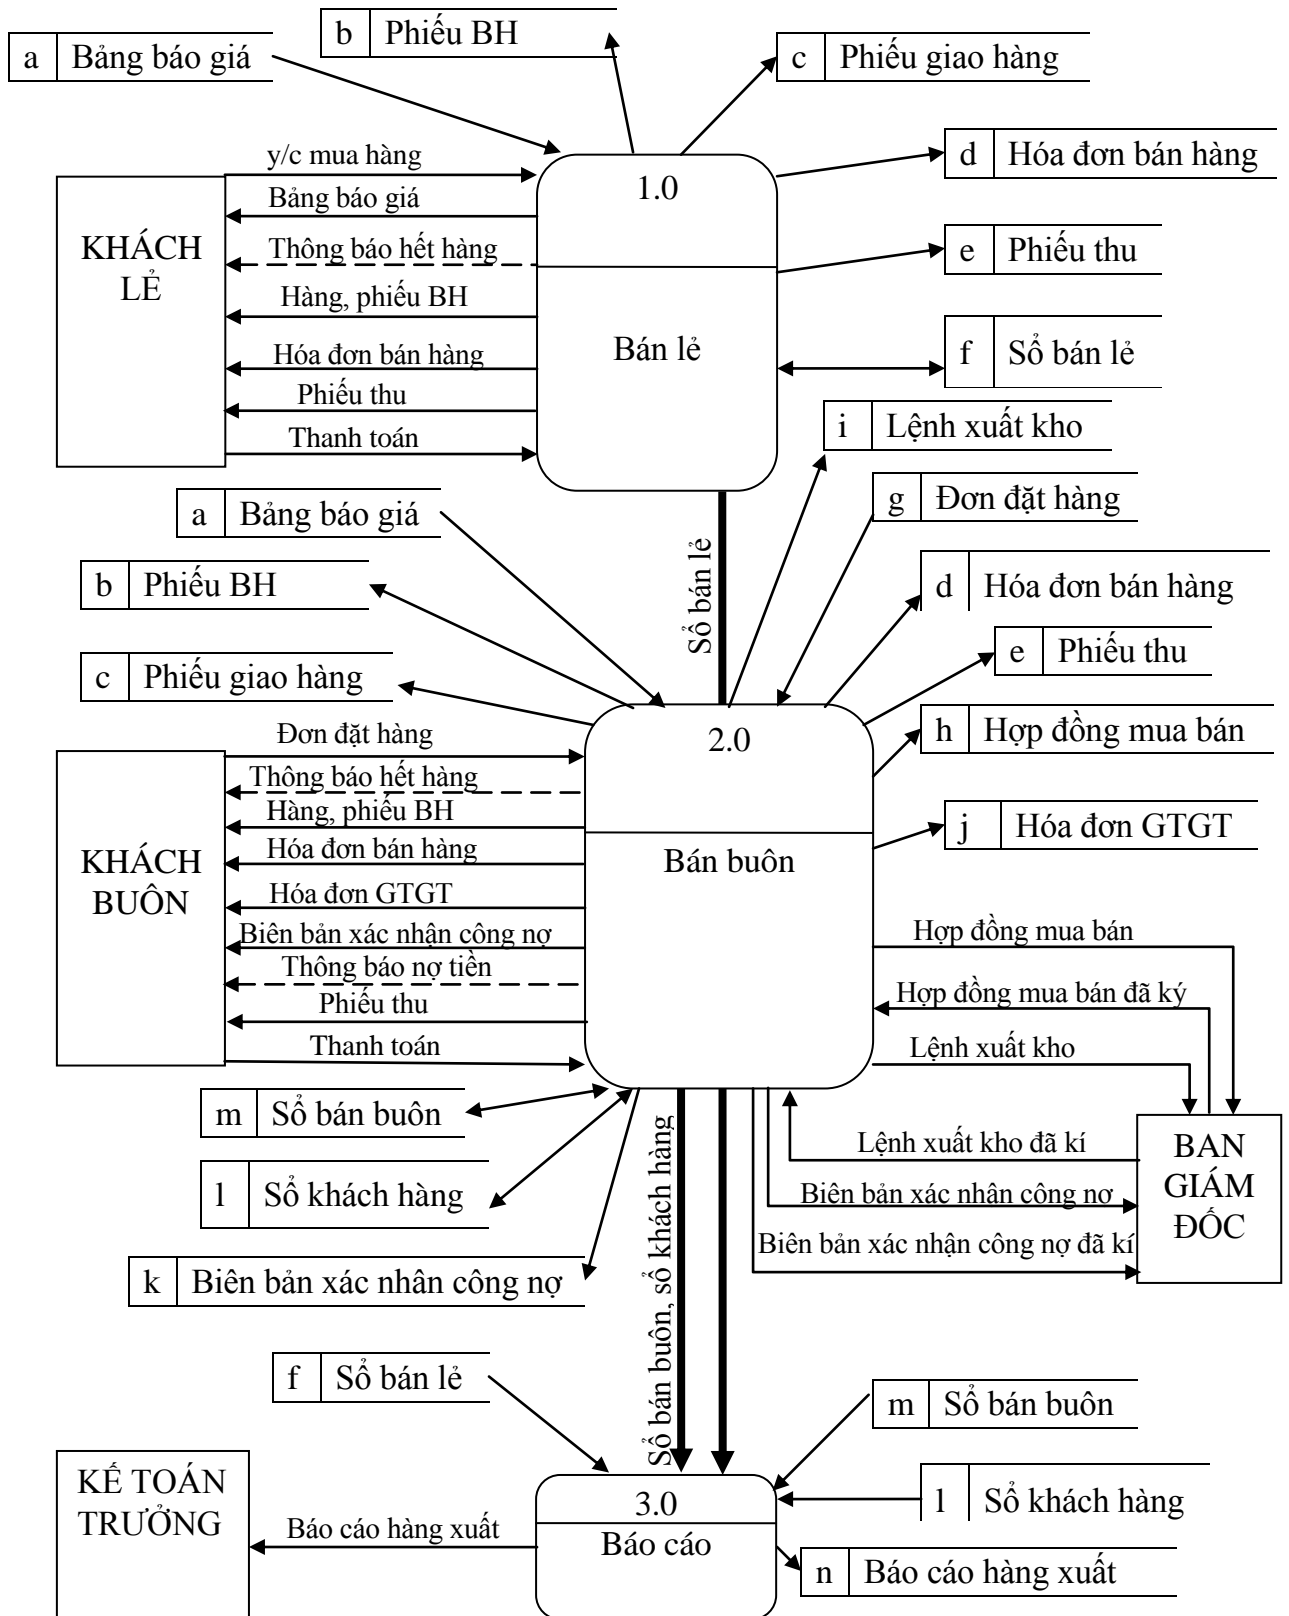 b Phiếu BH
a Bảng báo giá
c Phiếu giao hàng
d Hóa đơn bán hàng
y/c mua hàng
1.0
Bảng báo giá
KHÁCH
LẺ
Thông báo hết hàng
e Phiếu thu
Hàng, phiếu BH
Bán lẻ
Hóa đơn bán hàng
f Sổ bán lẻ
Phiếu thu
Thanh toán
i Lệnh xuất kho
g Đơn đặt hàng
a Bảng báo giá
Sổ bán lẻ
b Phiếu BH
d Hóa đơn bán hàng
e Phiếu thu
c Phiếu giao hàng
Đơn đặt hàng
2.0
h Hợp đồng mua bán
Thông báo hết hàng
Hàng, phiếu BH
j Hóa đơn GTGT
KHÁCH
BUÔN
Hóa đơn bán hàng
Bán buôn
Hóa đơn GTGT
Biên bản xác nhận công nợ
Hợp đồng mua bán
Thông báo nợ tiền
Phiếu thu
Hợp đồng mua bán đã ký
Thanh toán
Lệnh xuất kho
m Sổ bán buôn
Lệnh xuất kho đã kí
BAN
GIÁM
ĐỐC
l Sổ khách hàng
Biên bản xác nhận công nơ
Biên bản xác nhận công nợ đã kí
k Biên bản xác nhân công nợ
Sổ bán buôn, sổ khách hàng
f Sổ bán lẻ
m Sổ bán buôn
KẾ TOÁN
TRƯỞNG
3.0
l Sổ khách hàng
Báo cáo hàng xuất
Báo cáo
n Báo cáo hàng xuất